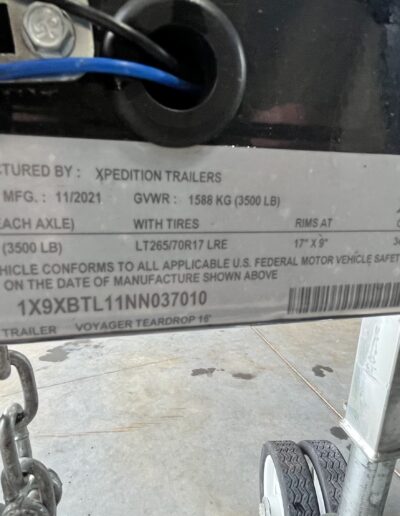 CTURED BY : XPEDITION TRAILERS
MFG. : 11/2021 GVWR : 1588 KG (3500 LB)
EACH AXLE) WITH TIRES RIMS AT
(3500 LB) LT265/70R17 LRE 17" X 9"
HICLE CONFORMS TO ALL APPLICABLE U.S. FEDERAL MOTOR VEHICLE SAFET
ON THE DATE OF MANUFACTURE SHOWN ABOVE
1X9XBTL11NN037010
TRAILER VOYAGER TEARDROP 16'